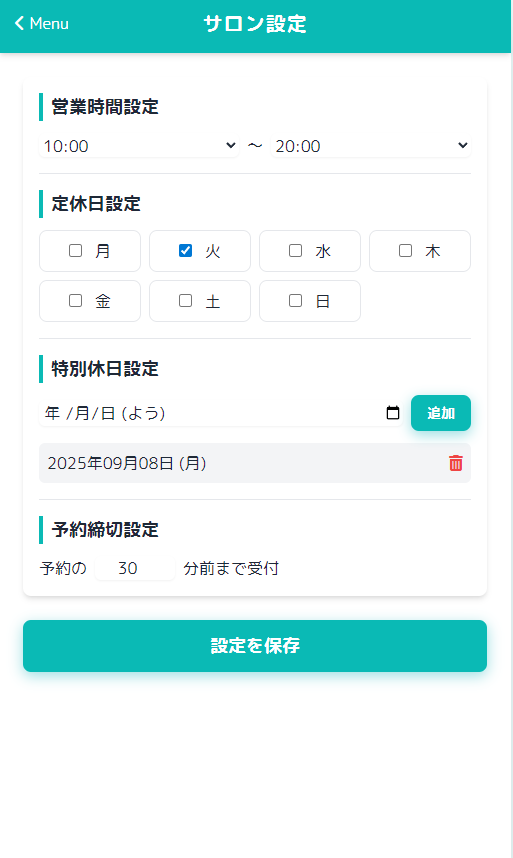 Menu
サロン設定
営業時間設定
10:00 ～ 20:00
定休日設定
月 火 水 木
金 土 日
特別休日設定
年 /月/日 (よう) 追加
2025年09月08日 (月)
予約締切設定
予約の 30 分前まで受付
設定を保存